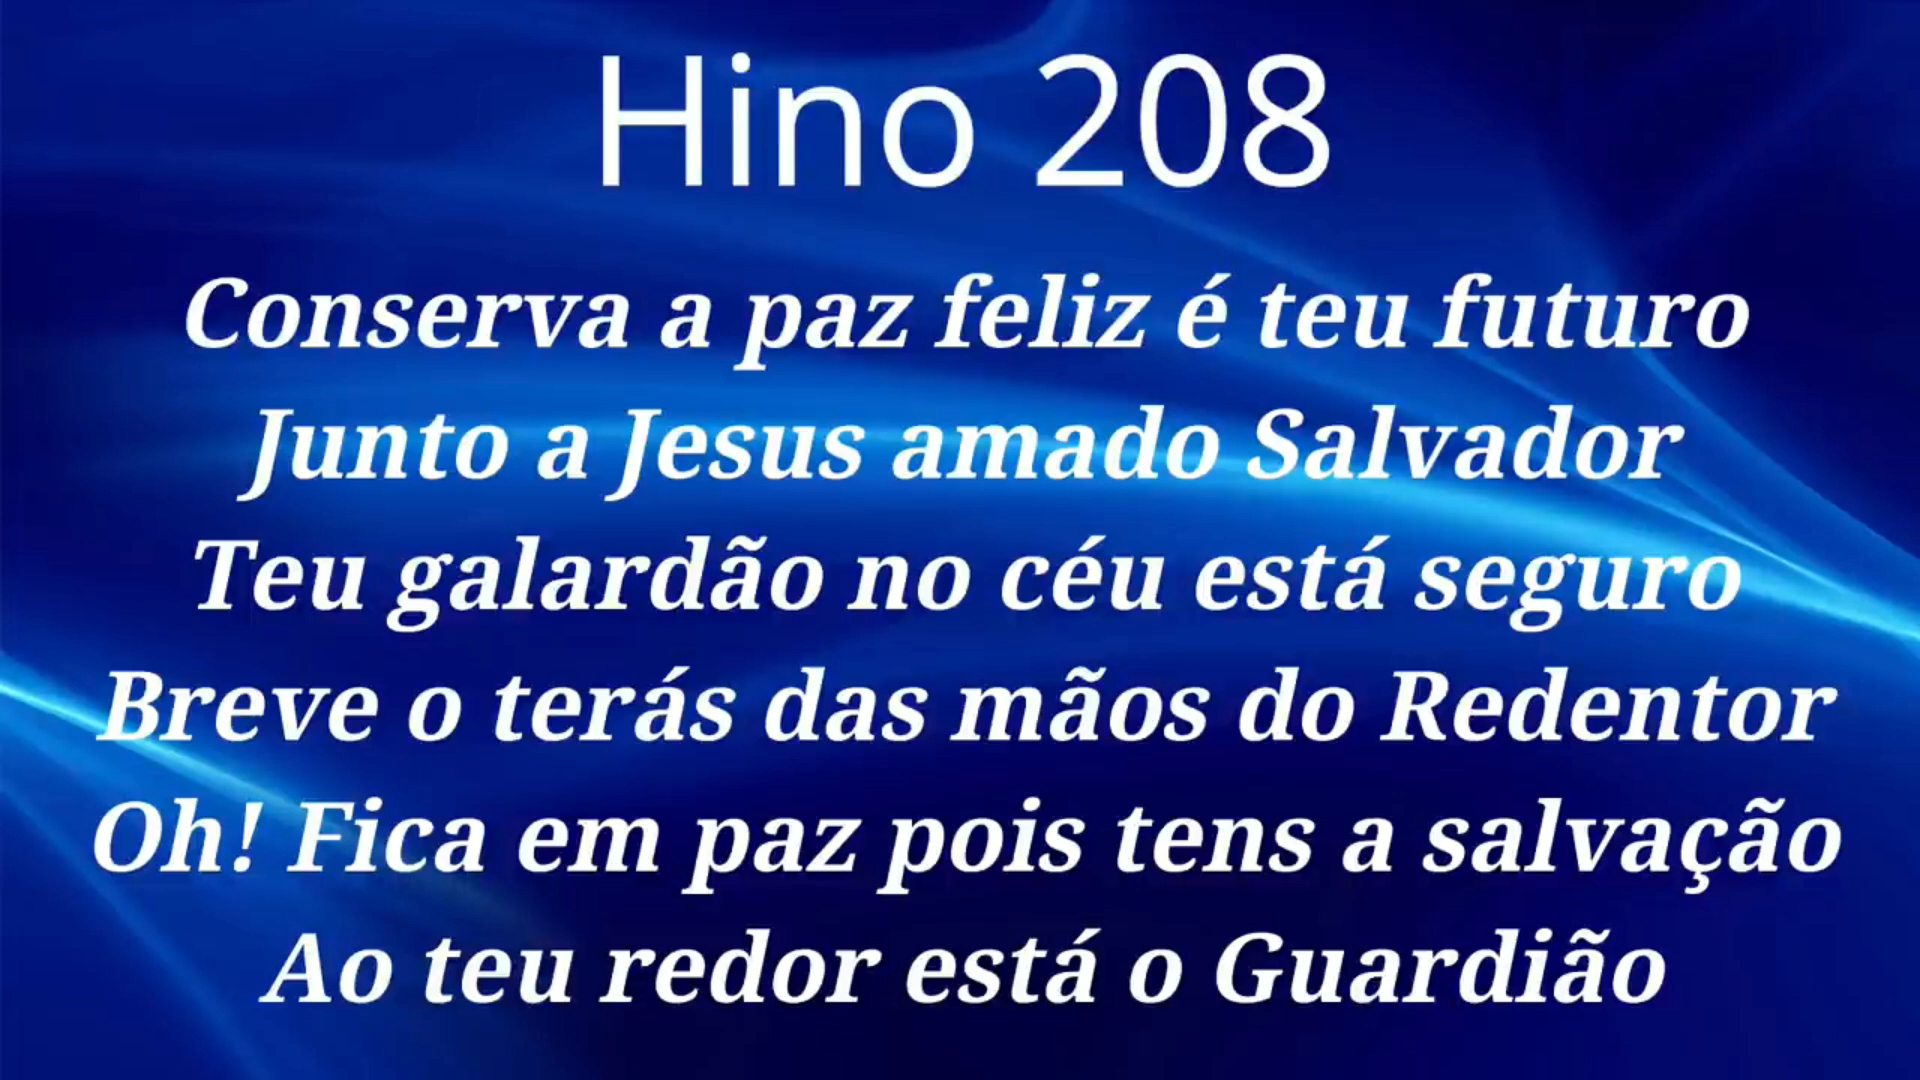 Hino 208
Conserva a paz feliz é teu futuro
Junto a Jesus amado Salvador
Teu galardão no céu está seguro
Breve o terás das mãos do Redentor
Oh! Fica em paz pois tens a salvação
Ao teu redor está o Guardião